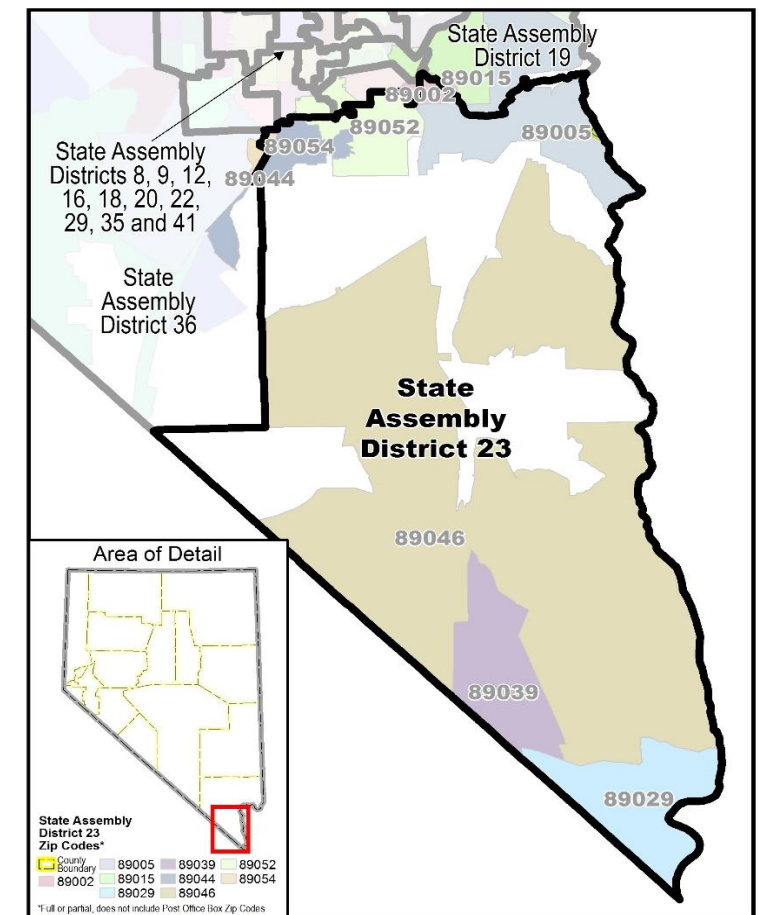 State Assembly
District 19
89015
89002
89052
89005
89054
89044
State Assembly
Districts 8, 9, 12,
16, 18, 20, 22,
29, 35 and 41
State
Assembly
District 36
State
Assembly
District 23
89046
89039
89029
Area of Detail
State Assembly
District 23
Zip Codes*
County
Boundary
89002
89005
89015
89029
89039
89044
89046
89052
89054
*Full or partial, does not include Post Office Box Zip Codes